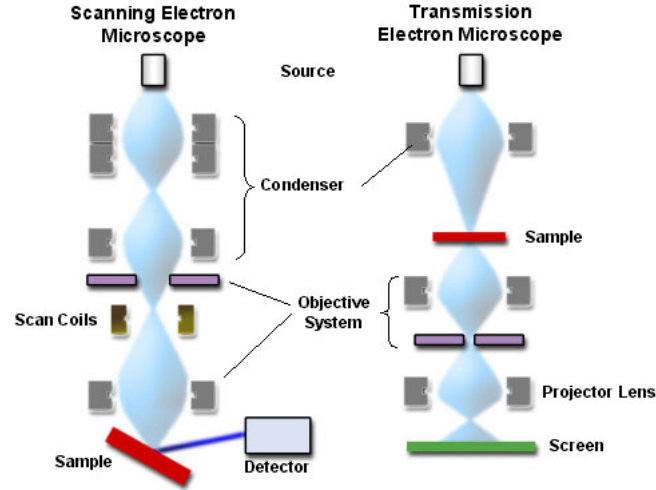 Scanning Electron
Microscope
Transmission
Electron Microscope
Source
Condenser
Sample
Objective
System
Scan Coils
Projector Lens
Sample
Detector
Screen